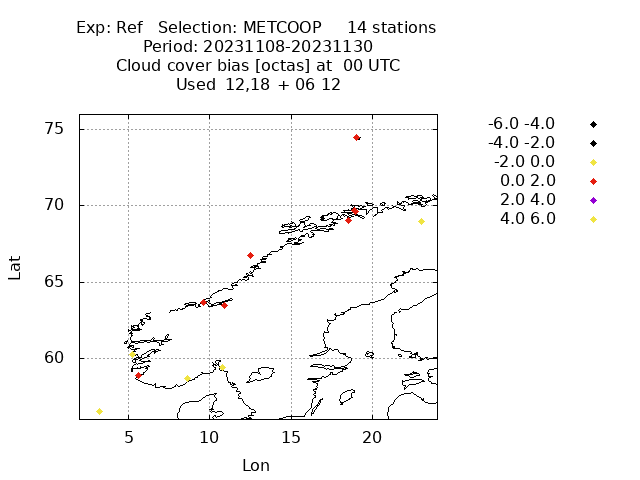 Exp: Ref   Selection: METCOOP     14 stations
Period: 20231108-20231130
Cloud cover bias [octas] at  00 UTC
Used  12,18 + 06 12
-6.0 -4.0
-4.0 -2.0
-2.0 0.0
0.0 2.0
2.0 4.0
4.0 6.0
75
70
65
60
Lat
5 10 15 20
Lon